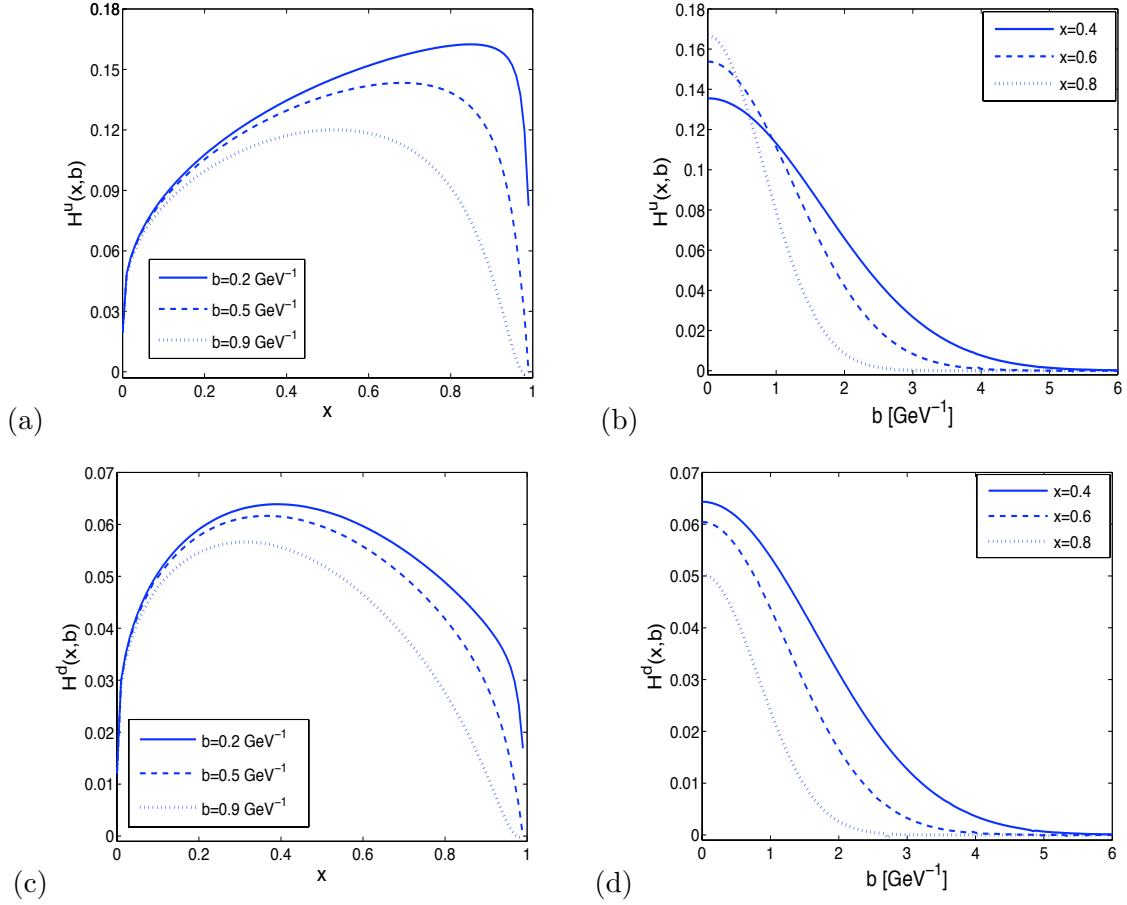 0.18
0.15
0.12
0.09
0.06
0.03
0
H^u(x,b)
b=0.2 GeV⁻¹
b=0.5 GeV⁻¹
b=0.9 GeV⁻¹
0 0.2 0.4 0.6 0.8 1
x
(a)
0.18
0.16
0.14
0.12
0.10
0.08
0.06
0.04
0.02
0
H^u(x,b)
x=0.4
x=0.6
x=0.8
0 1 2 3 4 5 6
b [GeV⁻¹]
(b)
0.07
0.06
0.05
0.04
0.03
0.02
0.01
0
H^d(x,b)
b=0.2 GeV⁻¹
b=0.5 GeV⁻¹
b=0.9 GeV⁻¹
0 0.2 0.4 0.6 0.8 1
x
(c)
0.07
0.06
0.05
0.04
0.03
0.02
0.01
0
H^d(x,b)
x=0.4
x=0.6
x=0.8
0 1 2 3 4 5 6
b [GeV⁻¹]
(d)